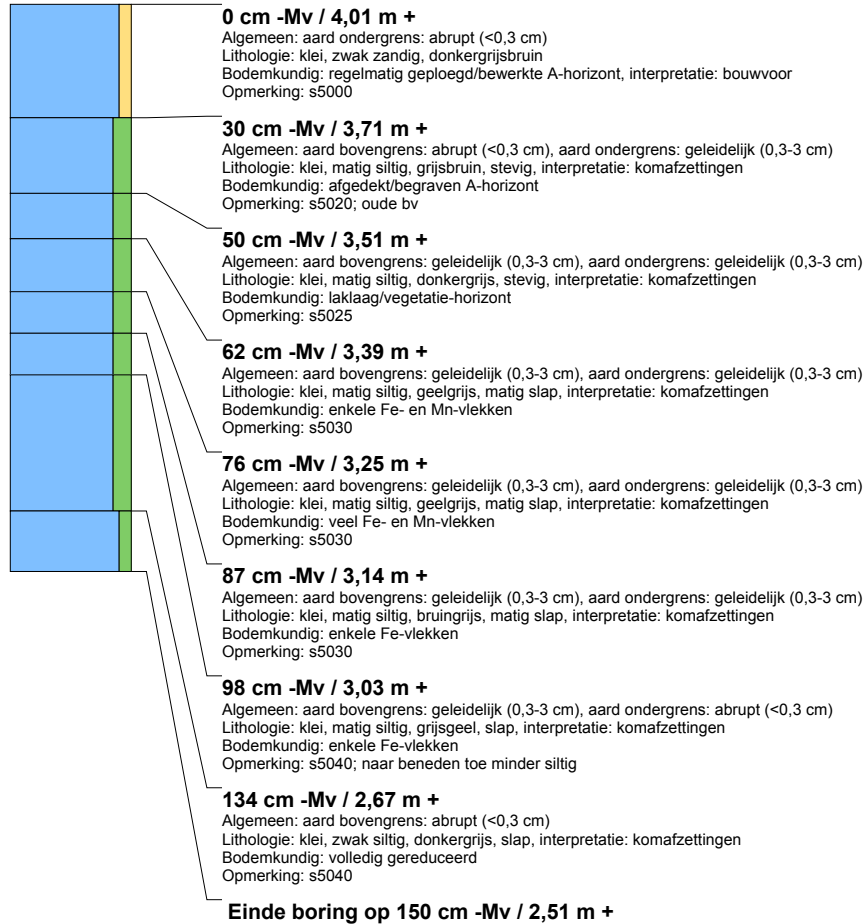 0 cm -Mv / 4,01 m +
Algemeen: aard ondergrens: abrupt (<0,3 cm)
Lithologie: klei, zwak zandig, donkergrijsbruin
Bodemkundig: regelmatig geploegd/bewerkte A-horizont, interpretatie: bouwvoor
Opmerking: s5000
30 cm -Mv / 3,71 m +
Algemeen: aard bovengrens: abrupt (<0,3 cm), aard ondergrens: geleidelijk (0,3-3 cm)
Lithologie: klei, matig siltig, grijsbruin, stevig, interpretatie: komafzettingen
Bodemkundig: afgedekt/begraven A-horizont
Opmerking: s5020; oude bv
50 cm -Mv / 3,51 m +
Algemeen: aard bovengrens: geleidelijk (0,3-3 cm), aard ondergrens: geleidelijk (0,3-3 cm)
Lithologie: klei, matig siltig, donkergrijs, stevig, interpretatie: komafzettingen
Bodemkundig: laklaag/vegetatie-horizont
Opmerking: s5025
62 cm -Mv / 3,39 m +
Algemeen: aard bovengrens: geleidelijk (0,3-3 cm), aard ondergrens: geleidelijk (0,3-3 cm)
Lithologie: klei, matig siltig, geelgrijs, matig slap, interpretatie: komafzettingen
Bodemkundig: enkele Fe- en Mn-vlekken
Opmerking: s5030
76 cm -Mv / 3,25 m +
Algemeen: aard bovengrens: geleidelijk (0,3-3 cm), aard ondergrens: geleidelijk (0,3-3 cm)
Lithologie: klei, matig siltig, geelgrijs, matig slap, interpretatie: komafzettingen
Bodemkundig: veel Fe- en Mn-vlekken
Opmerking: s5030
87 cm -Mv / 3,14 m +
Algemeen: aard bovengrens: geleidelijk (0,3-3 cm), aard ondergrens: geleidelijk (0,3-3 cm)
Lithologie: klei, matig siltig, bruingrijs, matig slap, interpretatie: komafzettingen
Bodemkundig: enkele Fe-vlekken
Opmerking: s5030
98 cm -Mv / 3,03 m +
Algemeen: aard bovengrens: geleidelijk (0,3-3 cm), aard ondergrens: abrupt (<0,3 cm)
Lithologie: klei, matig siltig, grijsgeel, slap, interpretatie: komafzettingen
Bodemkundig: enkele Fe-vlekken
Opmerking: s5040; naar beneden toe minder siltig
134 cm -Mv / 2,67 m +
Algemeen: aard bovengrens: abrupt (<0,3 cm)
Lithologie: klei, zwak siltig, donkergrijs, slap, interpretatie: komafzettingen
Bodemkundig: volledig gereduceerd
Opmerking: s5040
Einde boring op 150 cm -Mv / 2,51 m +